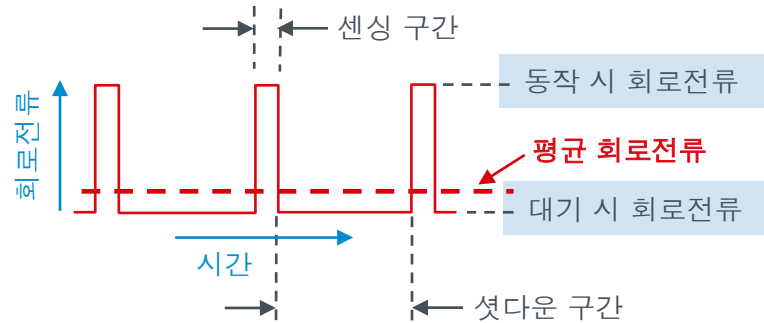 센싱 구간
동작 시 회로전류
회로전류
평균 회로전류
대기 시 회로전류
시간
셧다운 구간